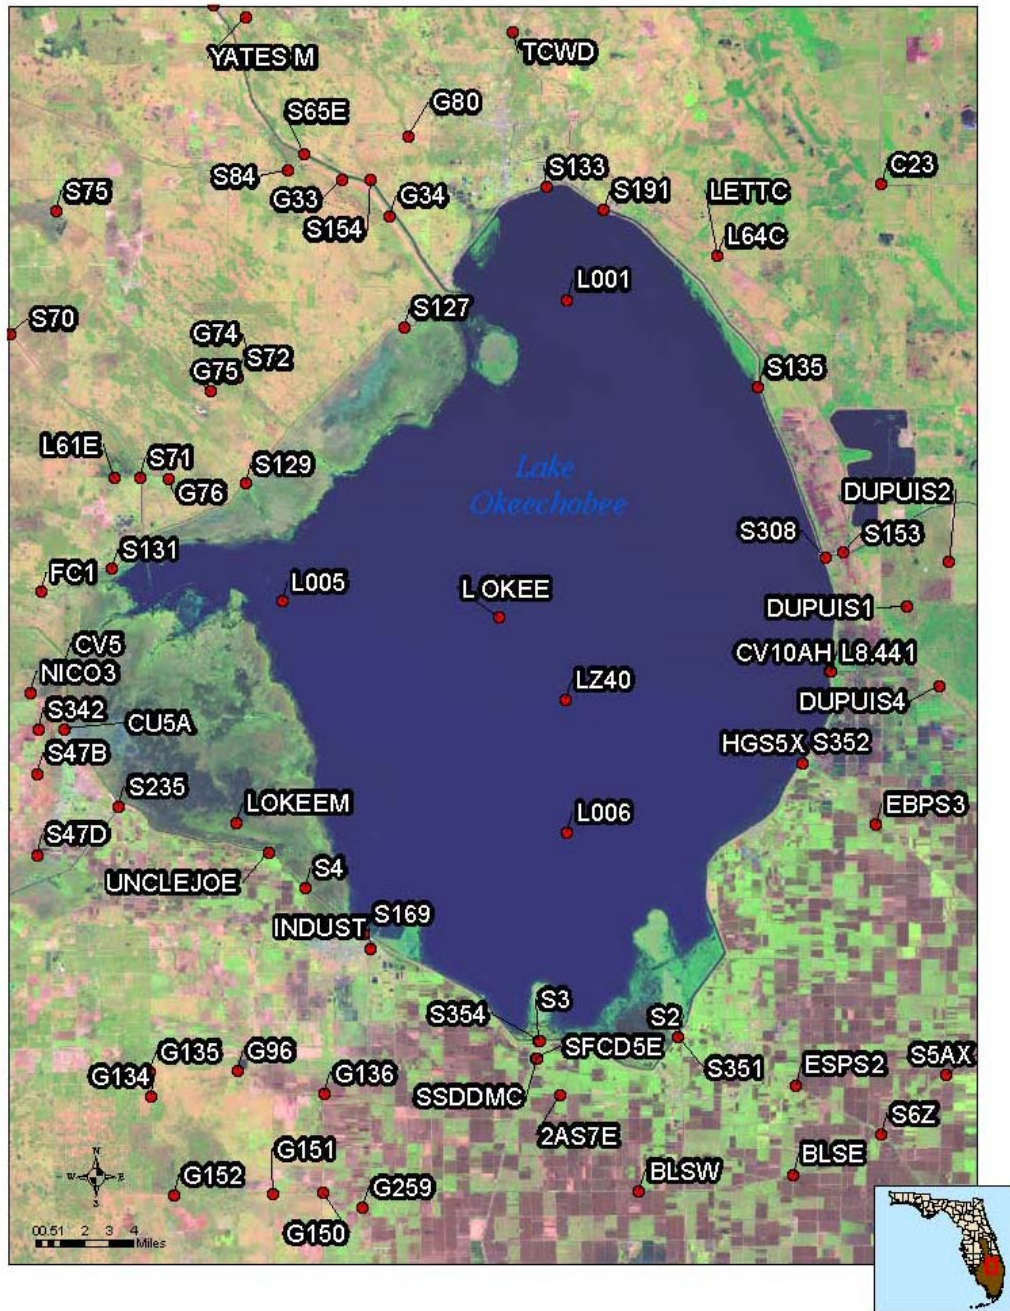 YATES M
TCWD
G80
S65E
S84
G33
S154
G34
S133
S191
LETTC
C23
L64C
S75
L001
S127
S70
G74
S72
G75
S135
L61E
S71
G76
S129
Lake
Okeechobee
DUPUIS2
S308
S153
S131
FC1
L005
L OKEE
DUPUIS1
CV5
NICO3
CV10AH L8.441
S342
CU5A
LZ40
DUPUIS4
S47B
HGS5X S352
S235
LOKEEM
L006
EBPS3
S47D
UNCLEJOE
S4
INDUST
S169
S354
S3
S2
SFCD5E
S351
SSDDMC
2AS7E
G135
G96
G134
G136
ESPS2
S5AX
S6Z
G151
G152
G150
G259
BLSW
BLSE
N
W E
S
00.51 2 3 4
Miles